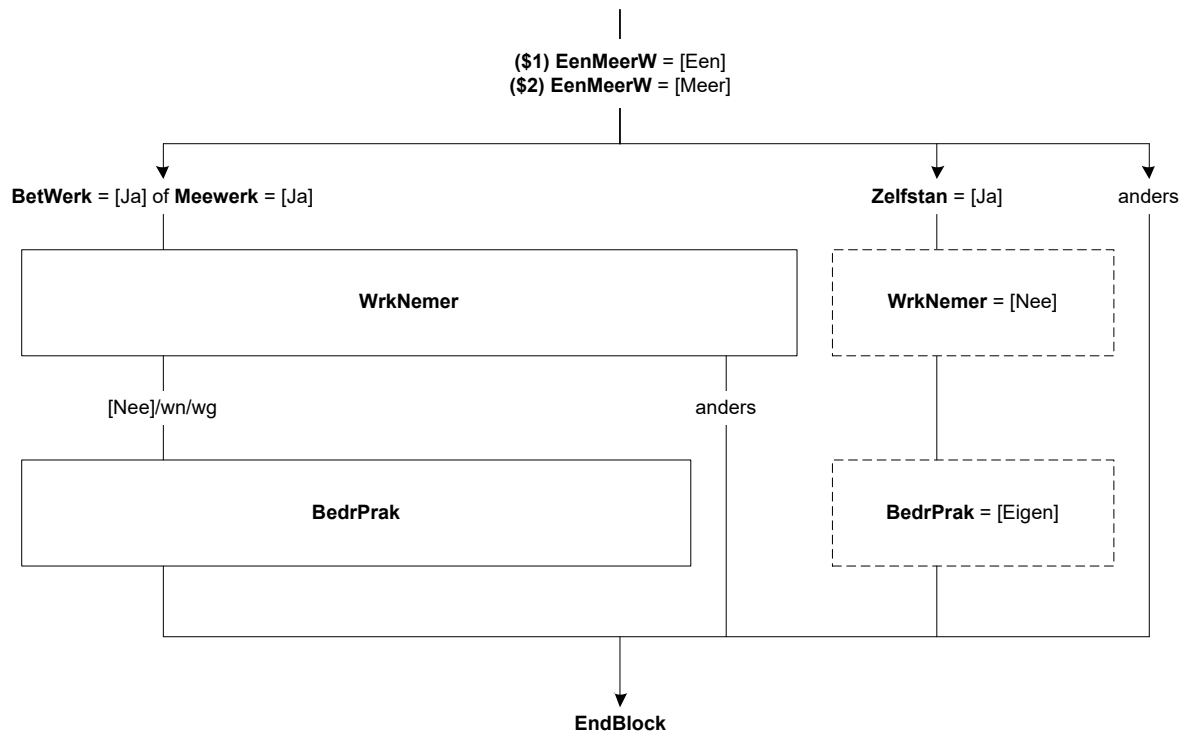 ($1) EenMeerW = [Een]
($2) EenMeerW = [Meer]
BetWerk = [Ja] of Meewerk = [Ja]
Zelfstan = [Ja]
anders
WrkNemer
WrkNemer = [Nee]
[Nee]/wn/wg
anders
BedrPrak
BedrPrak = [Eigen]
EndBlock